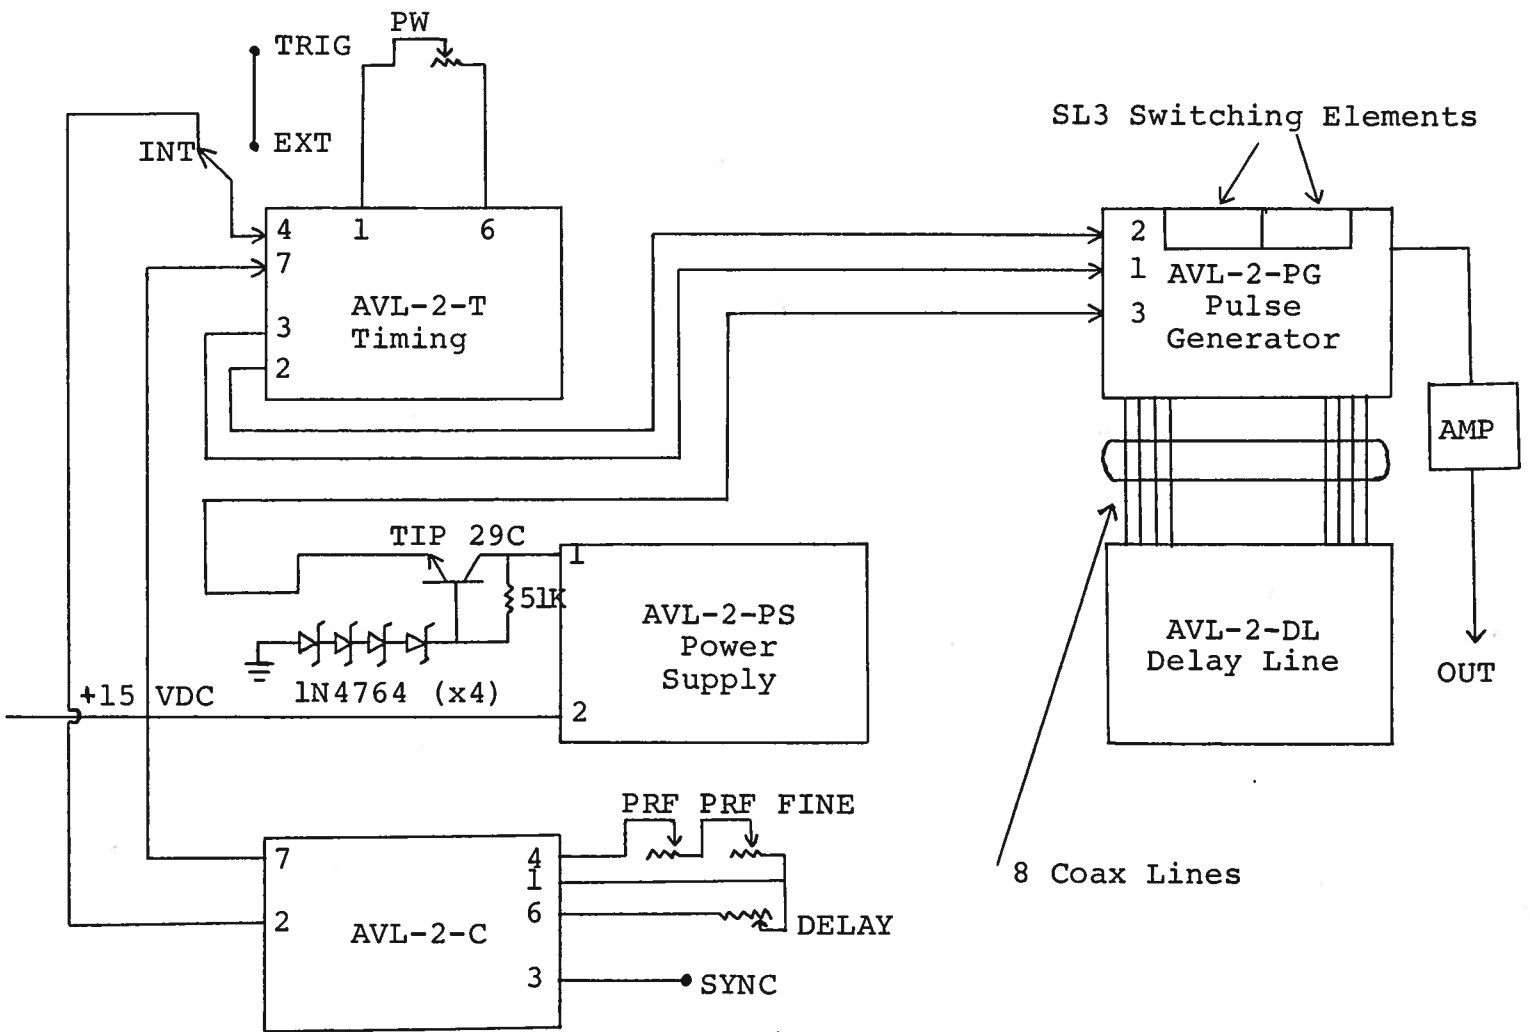 PW
TRIG
EXT
INT
4 1 6
7
AVL-2-T
3 Timing
2
SL3 Switching Elements
2
1 AVL-2-PG
3 Pulse
Generator
AMP
OUT
TIP 29C
51K
1N4764 (x4)
+15 VDC
1
AVL-2-PS
Power
Supply
2
AVL-2-DL
Delay Line
8 Coax Lines
PRF PRF FINE
7 4
1
2 6
AVL-2-C
3
DELAY
SYNC